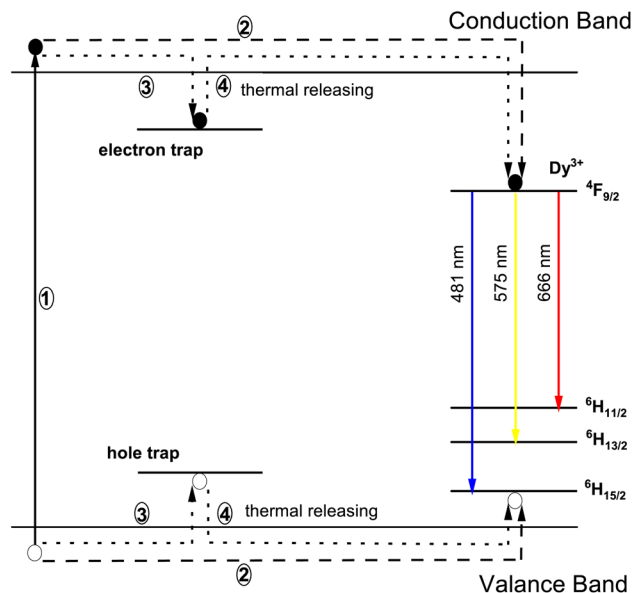 ② Conduction Band
③ ④ thermal releasing
electron trap
Dy³⁺
⁴F₉/₂
①
481 nm
575 nm
666 nm
⁶H₁₁/₂
⁶H₁₃/₂
hole trap
⁶H₁₅/₂
③ ④ thermal releasing
②
Valance Band